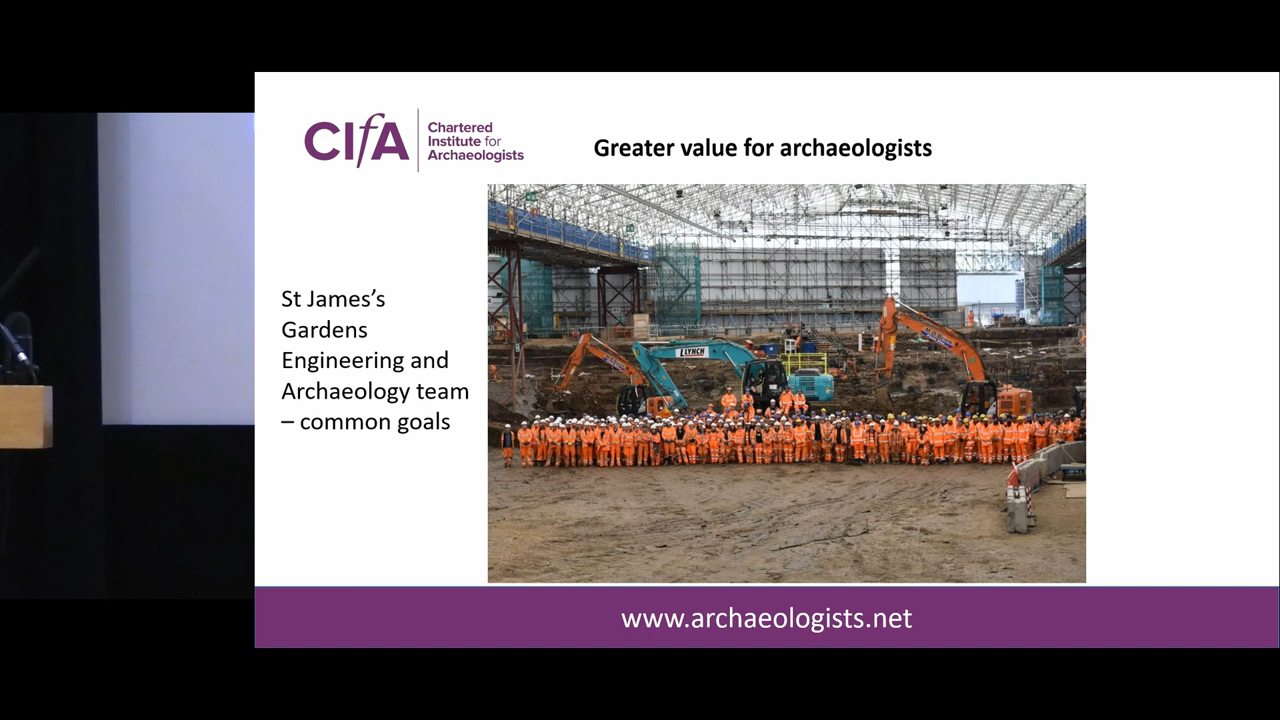 CIfA
Chartered
Institute for
Archaeologists
Greater value for archaeologists
St James’s
Gardens
Engineering and
Archaeology team
– common goals
LYNCH
www.archaeologists.net